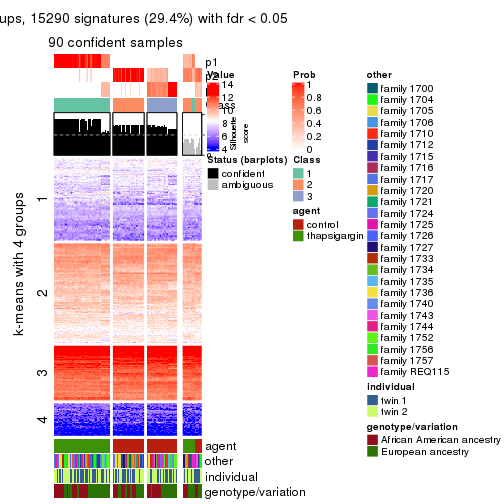 ups, 15290 signatures (29.4%) with fdr < 0.05
90 confident samples
p1
p2
Silhouette
score
k-means with 4 groups
1
2
3
4
agent
other
individual
genotype/variation
Value
14
12
10
8
6
4
Prob
1
0.8
0.6
0.4
0.2
0
Status (barplots)
confident
ambiguous
Class
1
2
3
agent
control
thapsigargin
other
family 1700
family 1704
family 1705
family 1706
family 1710
family 1712
family 1715
family 1716
family 1717
family 1720
family 1721
family 1724
family 1725
family 1726
family 1727
family 1733
family 1734
family 1735
family 1736
family 1740
family 1743
family 1744
family 1752
family 1756
family 1757
family REQ115
individual
twin 1
twin 2
genotype/variation
African American ancestry
European ancestry